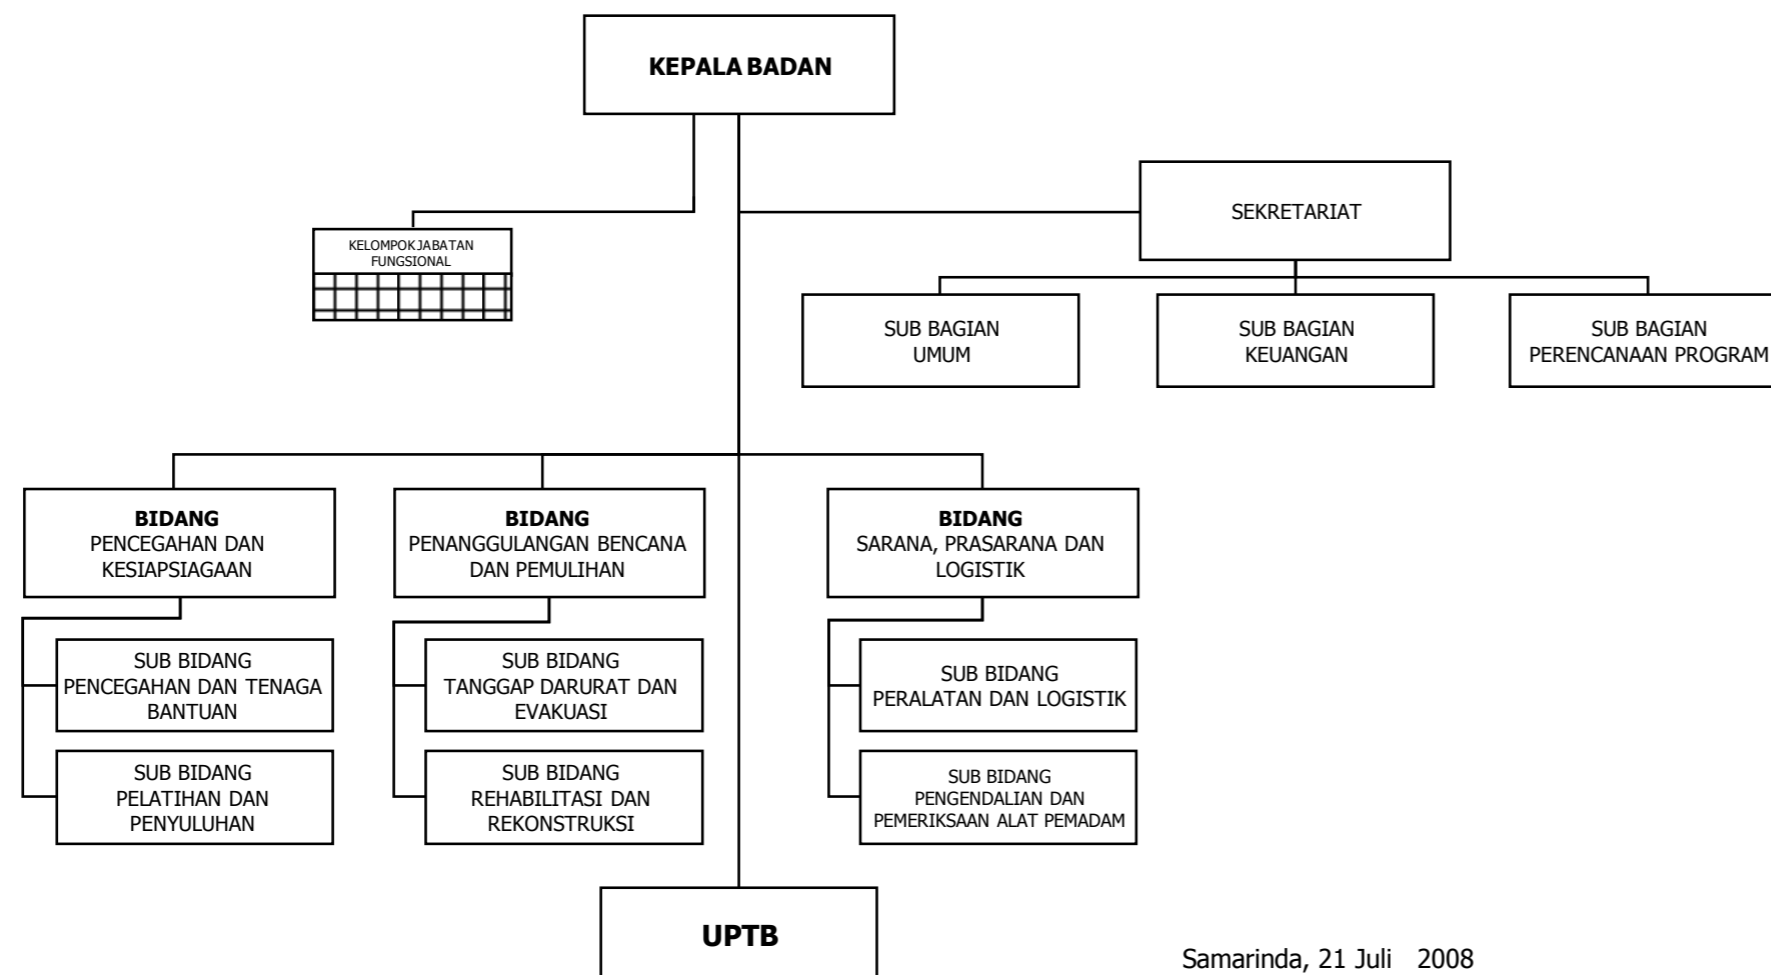 KEPALA BADAN
SEKRETARIAT
KELOMPOK JABATAN
FUNGSIONAL
SUB BAGIAN
UMUM
SUB BAGIAN
KEUANGAN
SUB BAGIAN
PERENCANAAN PROGRAM
BIDANG
PENCEGAHAN DAN
KESIAPSIAGAAN
BIDANG
PENANGGULANGAN BENCANA
DAN PEMULIHAN
BIDANG
SARANA, PRASARANA DAN
LOGISTIK
SUB BIDANG
PENCEGAHAN DAN TENAGA
BANTUAN
SUB BIDANG
TANGGAP DARURAT DAN
EVAKUASI
SUB BIDANG
PERALATAN DAN LOGISTIK
SUB BIDANG
PELATIHAN DAN
PENYULUHAN
SUB BIDANG
REHABILITASI DAN
REKONSTRUKSI
SUB BIDANG
PENGENDALIAN DAN
PEMERIKSAAN ALAT PEMADAM
UPTB
Samarinda, 21 Juli 2008